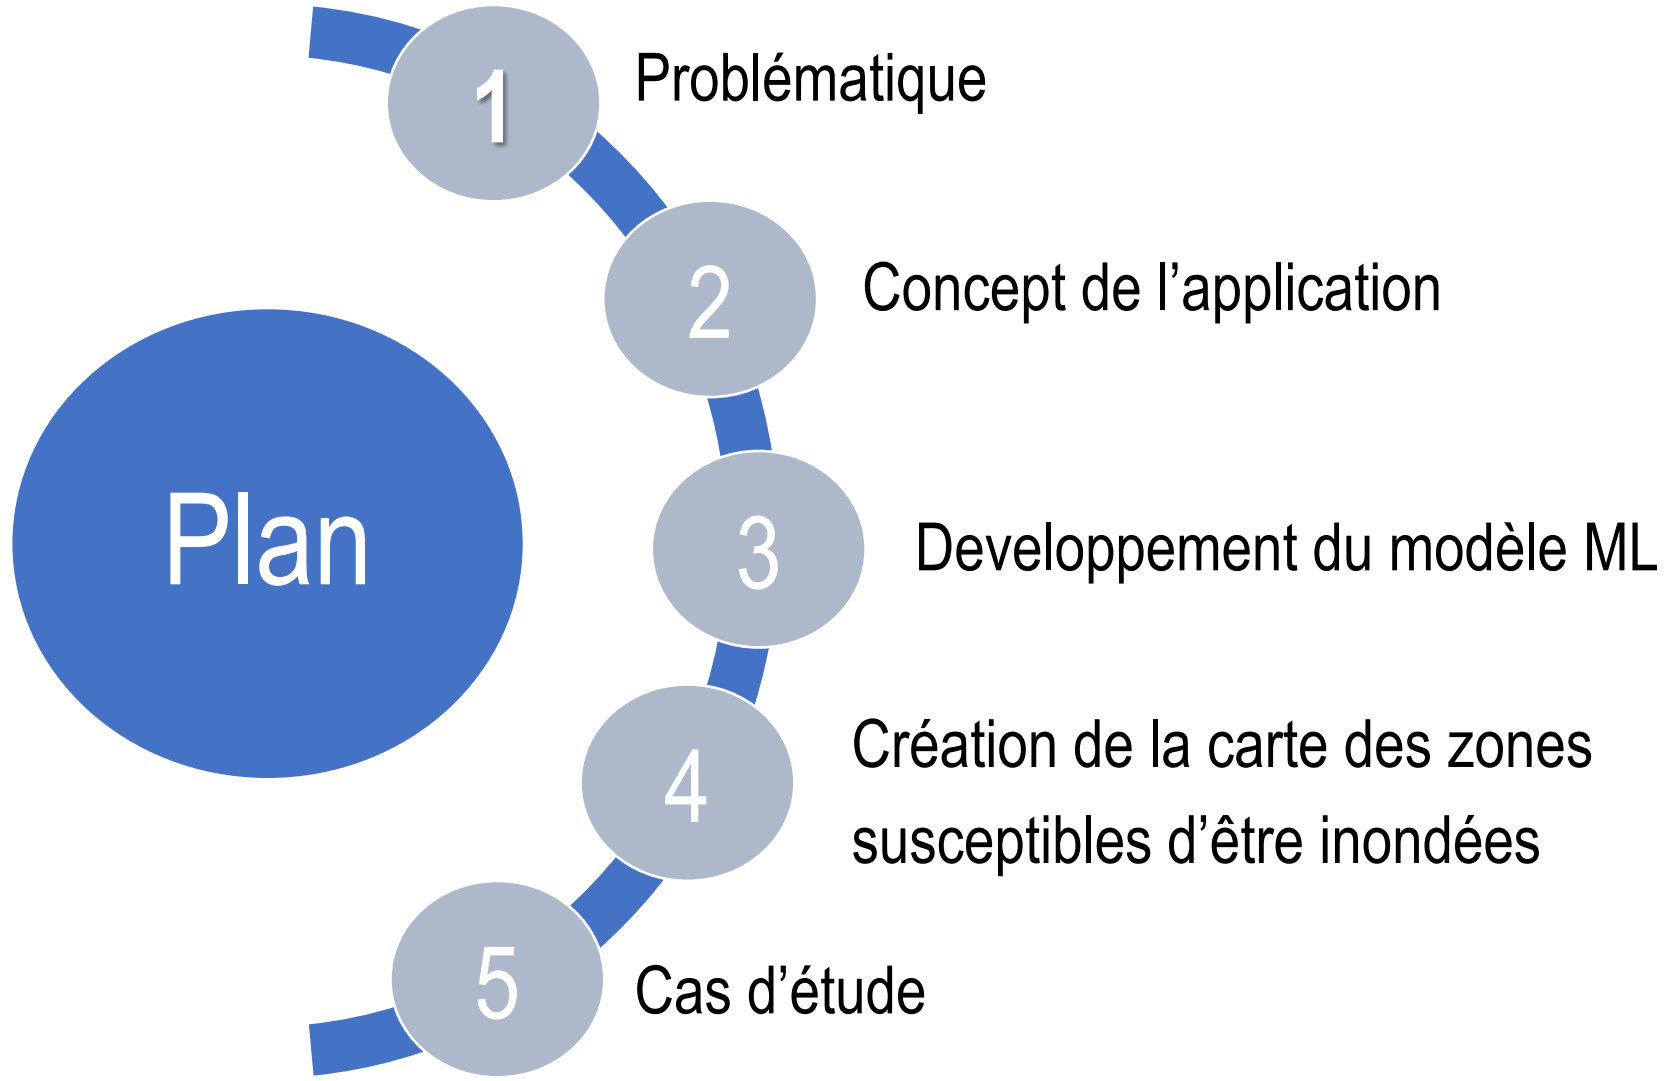 Plan
1
Problématique
2
Concept de l’application
3
Developpement du modèle ML
4
Création de la carte des zones
susceptibles d’être inondées
5
Cas d’étude